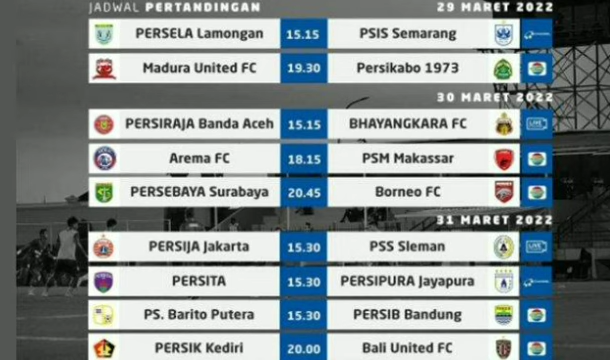 JADWAL PERTANDINGAN 29 MARET 2022
PERSELA Lamongan 15.15 PSIS Semarang
Madura United FC 19.30 Persikabo 1973
30 MARET 2022
PERSIRAJA Banda Aceh 15.15 BHAYANGKARA FC LIVE
Arema FC 18.15 PSM Makassar
PERSEBAYA Surabaya 20.45 Borneo FC
31 MARET 2022
PERSIJA Jakarta 15.30 PSS Sleman LIVE
PERSITA 15.30 PERSIPURA Jayapura
PS. Barito Putera 15.30 PERSIB Bandung
PERSIK Kediri 20.00 Bali United FC